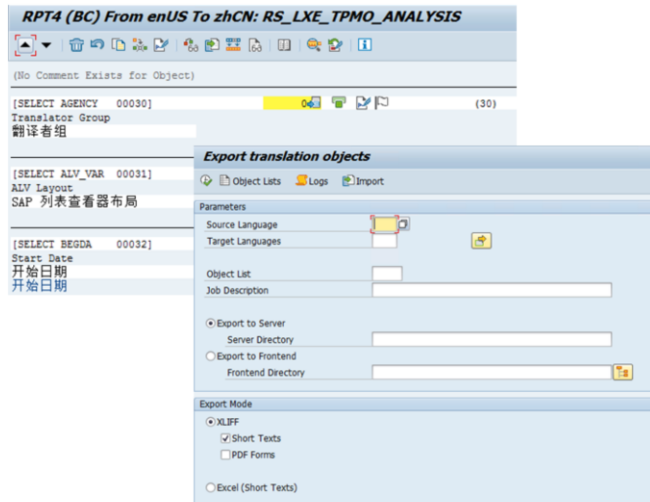 RPT4 (BC) From enUS To zhCN: RS_LXE_TPMO_ANALYSIS
(No Comment Exists for Object)
[SELECT AGENCY 00030] 0 (30)
Translator Group
翻译者组
[SELECT ALV_VAR 00031]
ALV Layout
SAP 列表查看器布局
[SELECT BEGDA 00032]
Start Date
开始日期
开始日期
Export translation objects
Object Lists Logs Import
Parameters
Source Language
Target Languages
Object List
Job Description
Export to Server
Server Directory
Export to Frontend
Frontend Directory
Export Mode
XLIFF
Short Texts
PDF Forms
Excel (Short Texts)